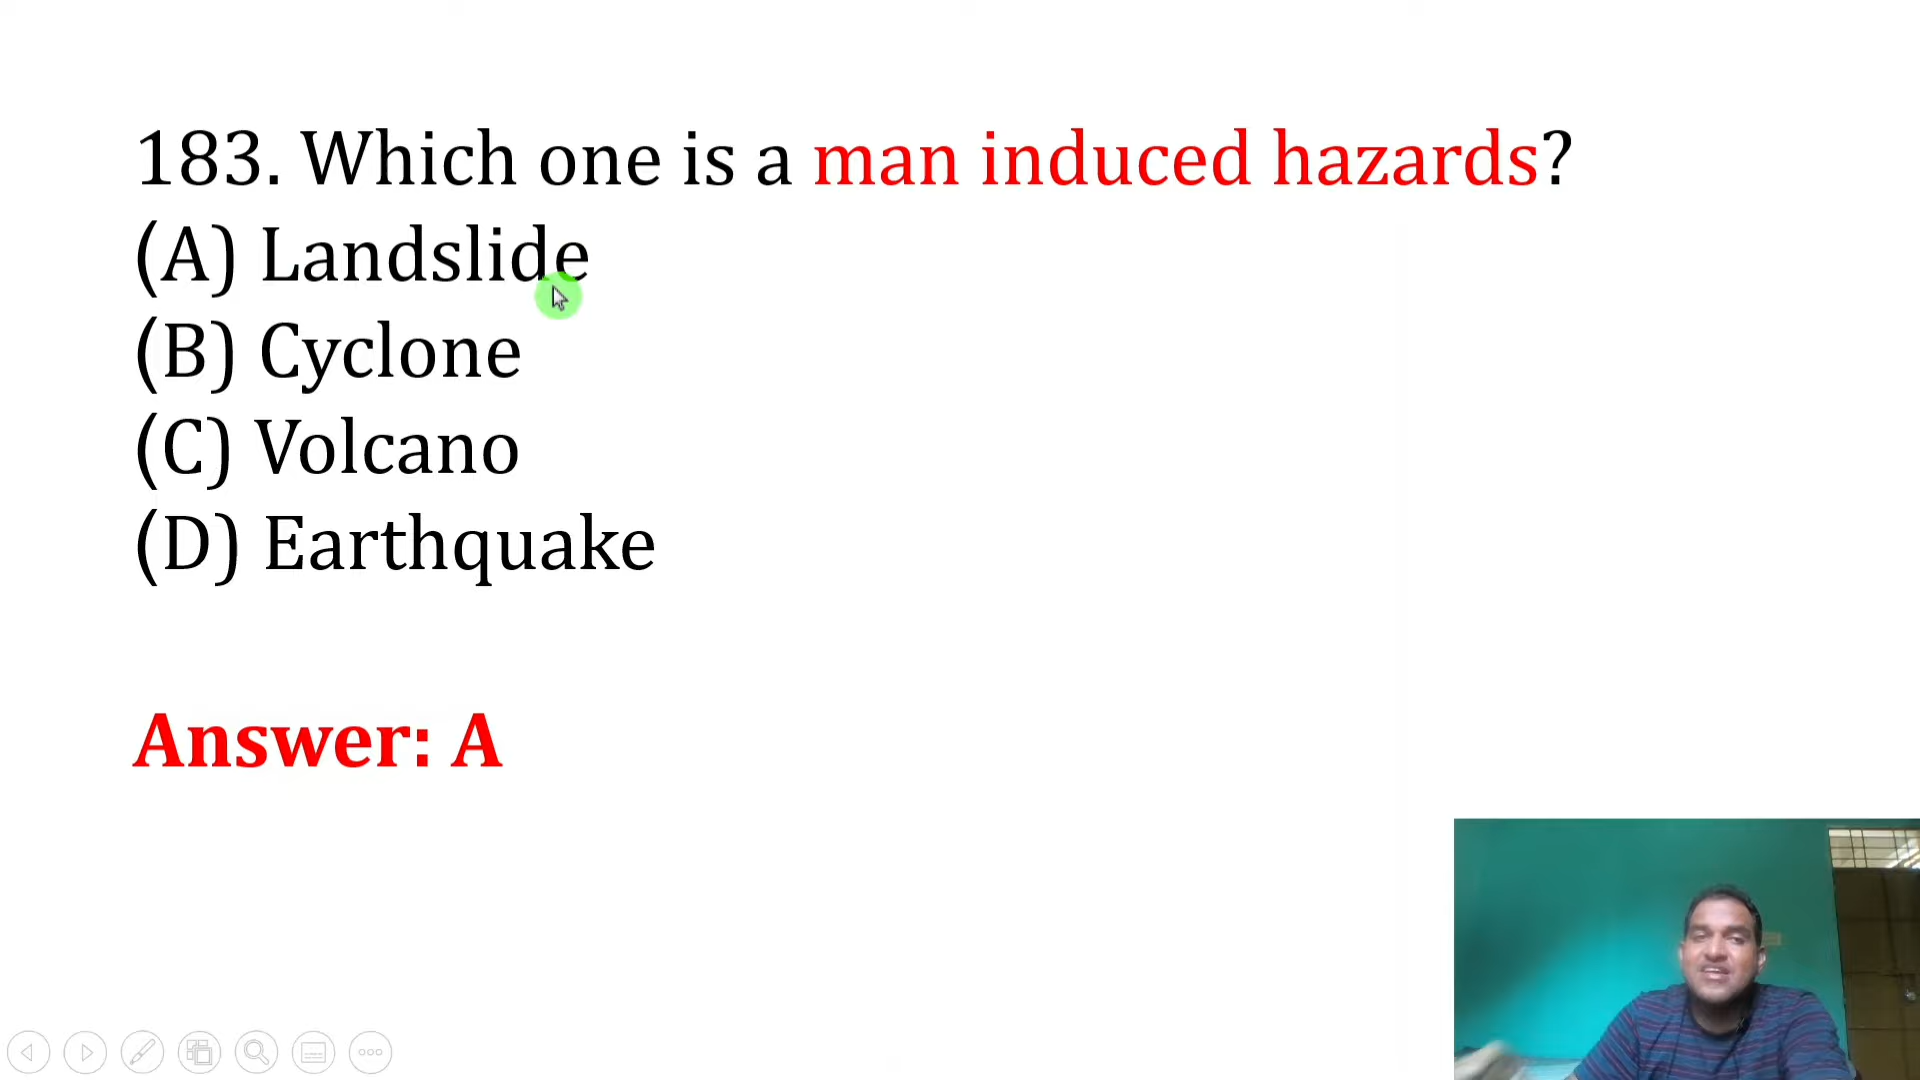 183. Which one is a man induced hazards?
(A) Landslide
(B) Cyclone
(C) Volcano
(D) Earthquake
Answer: A